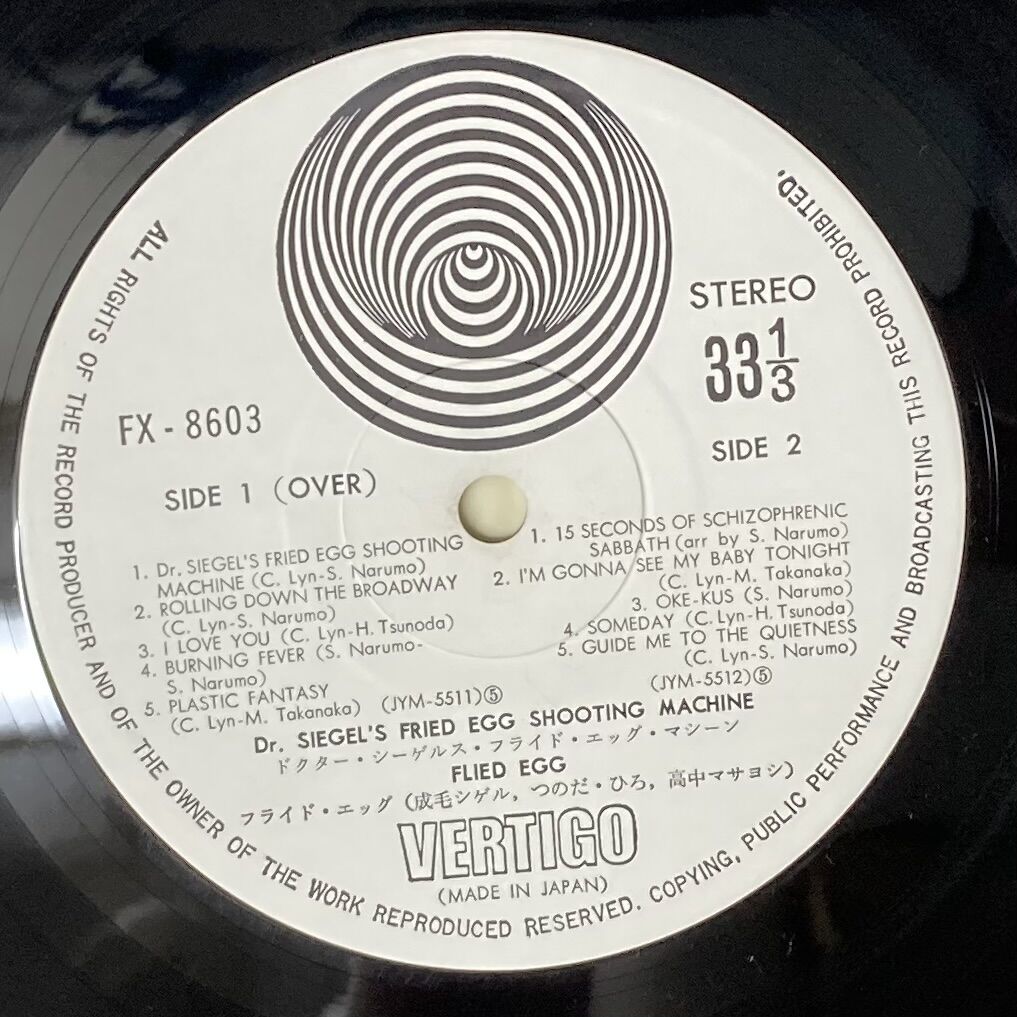 STEREO
33 1/3
FX-8603
SIDE 1 (OVER)
1. Dr. SIEGEL'S FRIED EGG SHOOTING
MACHINE (C. Lyn-S. Narumo)
2. ROLLING DOWN THE BROADWAY
(C. Lyn-S. Narumo)
3. I LOVE YOU (C. Lyn-H. Tsunoda)
4. BURNING FEVER (S. Narumo-
S. Narumo)
5. PLASTIC FANTASY
(C. Lyn-M. Takanaka) (JYM-5511)⑤
SIDE 2
1. 15 SECONDS OF SCHIZOPHRENIC
SABBATH (arr by S. Narumo)
2. I'M GONNA SEE MY BABY TONIGHT
(C. Lyn-M. Takanaka)
3. OKE-KUS (S. Narumo)
4. SOMEDAY (C. Lyn-H. Tsunoda)
5. GUIDE ME TO THE QUIETNESS
(C. Lyn-S. Narumo)
(JYM-5512)⑤
Dr. SIEGEL'S FRIED EGG SHOOTING MACHINE
ドクター・シーゲルス・フライド・エッグ・マシーン
FLIED EGG
フライド・エッグ (成毛シゲル, つのだ・ひろ, 高中マサヨシ)
VERTIGO
(MADE IN JAPAN)
ALL RIGHTS OF THE RECORD PRODUCER AND OF THE OWNER OF THE WORK REPRODUCED RESERVED. COPYING, PUBLIC PERFORMANCE AND BROADCASTING THIS RECORD PROHIBITED.